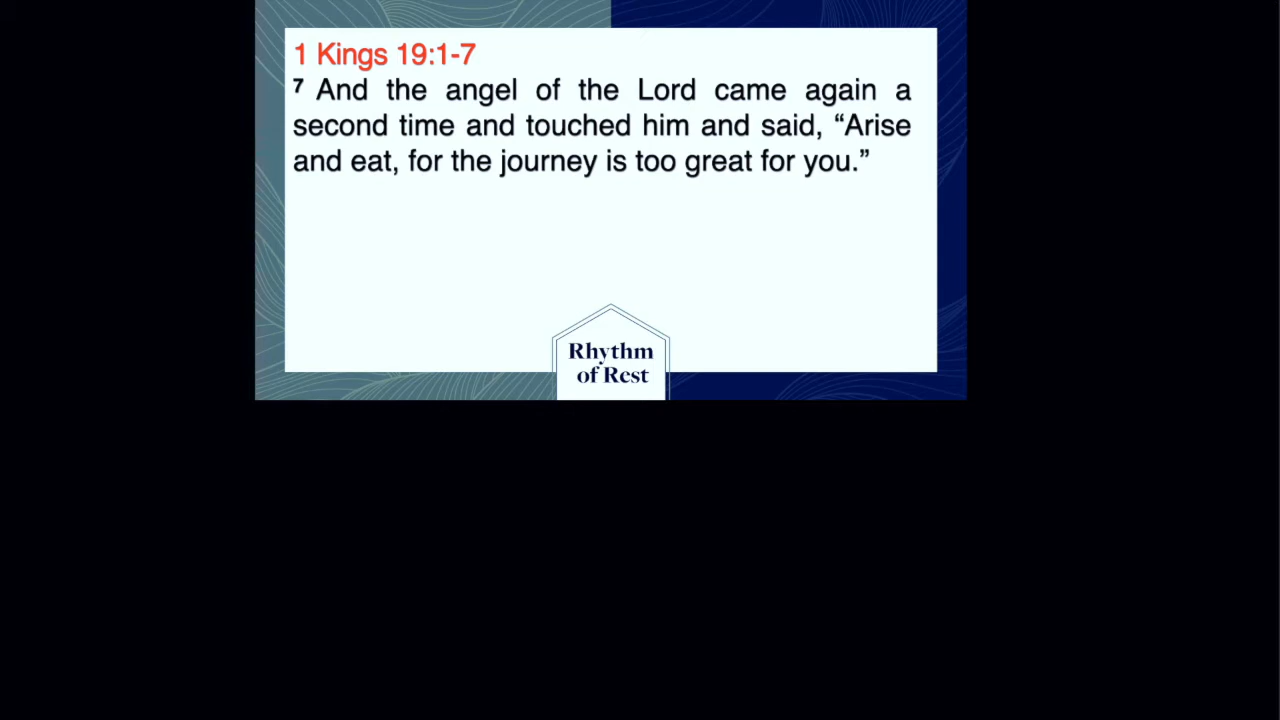 1 Kings 19:1-7
7 And the angel of the Lord came again a
second time and touched him and said, “Arise
and eat, for the journey is too great for you.”
Rhythm
of Rest